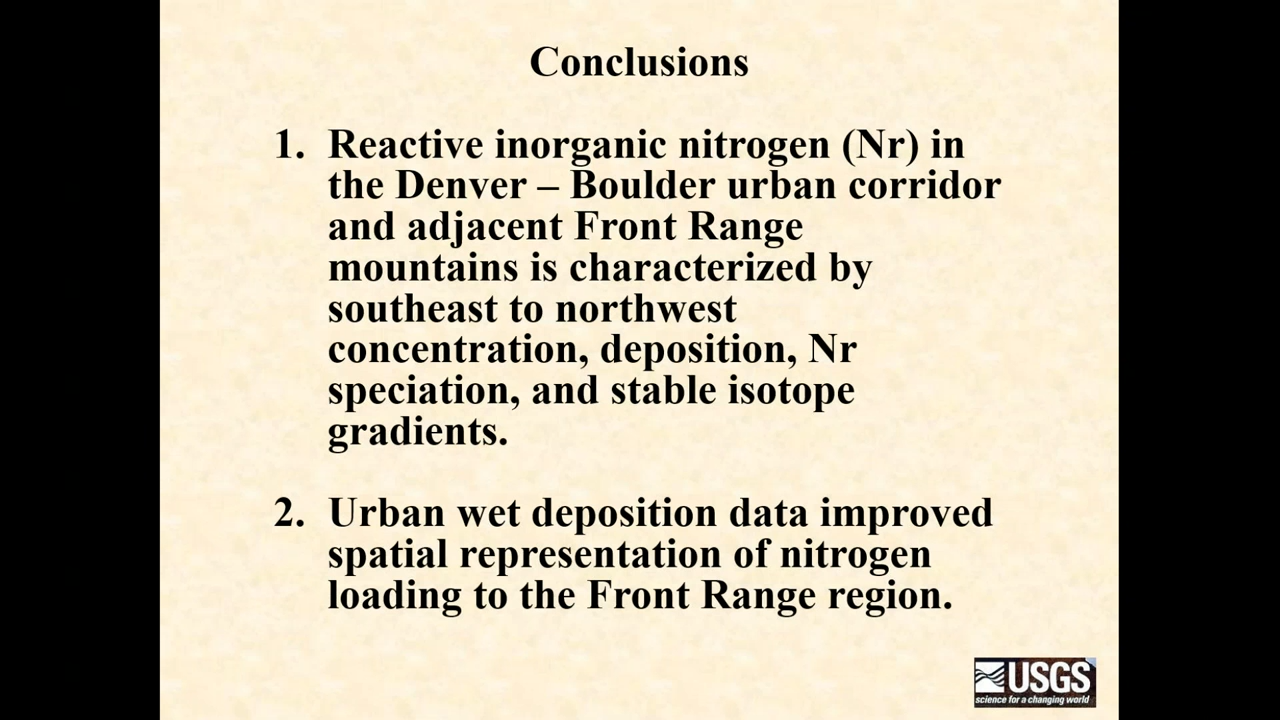 Conclusions
1. Reactive inorganic nitrogen (Nr) in
the Denver – Boulder urban corridor
and adjacent Front Range
mountains is characterized by
southeast to northwest
concentration, deposition, Nr
speciation, and stable isotope
gradients.
2. Urban wet deposition data improved
spatial representation of nitrogen
loading to the Front Range region.
USGS
science for a changing world